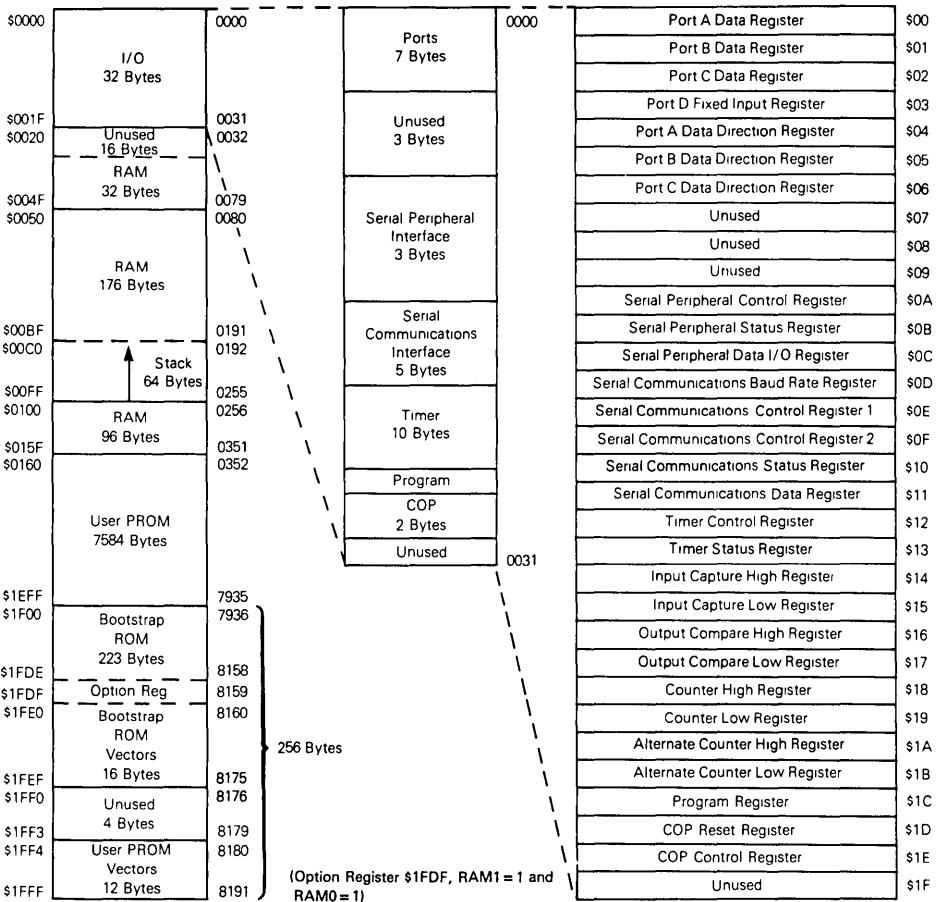 $0000
I/O
32 Bytes
0000
$001F
0031
$0020
Unused
16 Bytes
0032
RAM
32 Bytes
$004F
0079
$0050
0080
RAM
176 Bytes
$00BF
0191
$00C0
0192
Stack
64 Bytes
$00FF
0255
$0100
0256
RAM
96 Bytes
$015F
0351
$0160
0352
User PROM
7584 Bytes
$1EFF
7935
$1F00
7936
Bootstrap
ROM
223 Bytes
$1FDE
8158
$1FDF
Option Reg
8159
$1FE0
8160
Bootstrap
ROM
Vectors
16 Bytes
$1FEF
8175
$1FF0
8176
Unused
4 Bytes
$1FF3
8179
$1FF4
8180
User PROM
Vectors
12 Bytes
$1FFF
8191
256 Bytes
0000
Ports
7 Bytes
Unused
3 Bytes
Serial Peripheral
Interface
3 Bytes
Serial
Communications
Interface
5 Bytes
Timer
10 Bytes
Program
COP
2 Bytes
Unused
0031
(Option Register $1FDF, RAM1 = 1 and
RAM0 = 1)
Port A Data Register $00
Port B Data Register $01
Port C Data Register $02
Port D Fixed Input Register $03
Port A Data Direction Register $04
Port B Data Direction Register $05
Port C Data Direction Register $06
Unused $07
Unused $08
Unused $09
Serial Peripheral Control Register $0A
Serial Peripheral Status Register $0B
Serial Peripheral Data I/O Register $0C
Serial Communications Baud Rate Register $0D
Serial Communications Control Register 1 $0E
Serial Communications Control Register 2 $0F
Serial Communications Status Register $10
Serial Communications Data Register $11
Timer Control Register $12
Timer Status Register $13
Input Capture High Register $14
Input Capture Low Register $15
Output Compare High Register $16
Output Compare Low Register $17
Counter High Register $18
Counter Low Register $19
Alternate Counter High Register $1A
Alternate Counter Low Register $1B
Program Register $1C
COP Reset Register $1D
COP Control Register $1E
Unused $1F